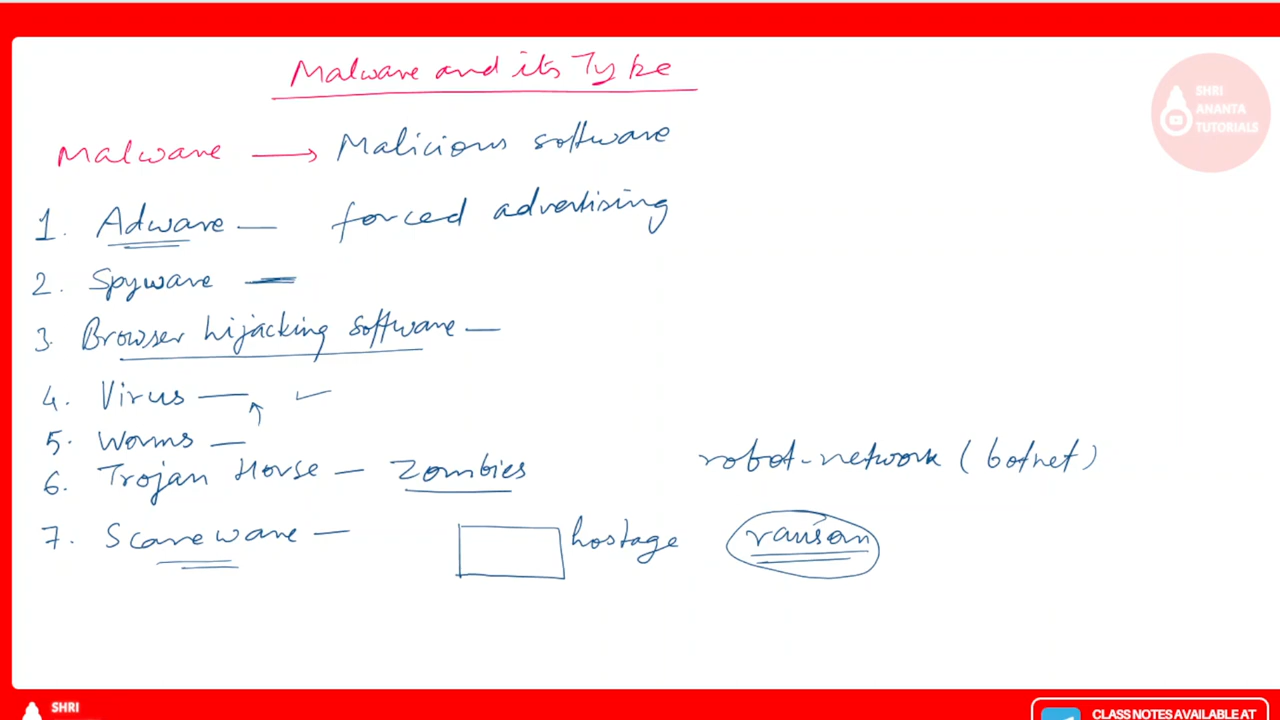 Malware and its Type
SHRI
ANANTA
TUTORIALS
Malware → Malicious software
1. Adware — forced advertising
2. Spyware —
3. Browser hijacking software —
4. Virus —
5. Worms —
6. Trojan Horse — Zombies robot-network (botnet)
7. Scareware — hostage ransom
SHRI
CLASS NOTES AVAILABLE AT